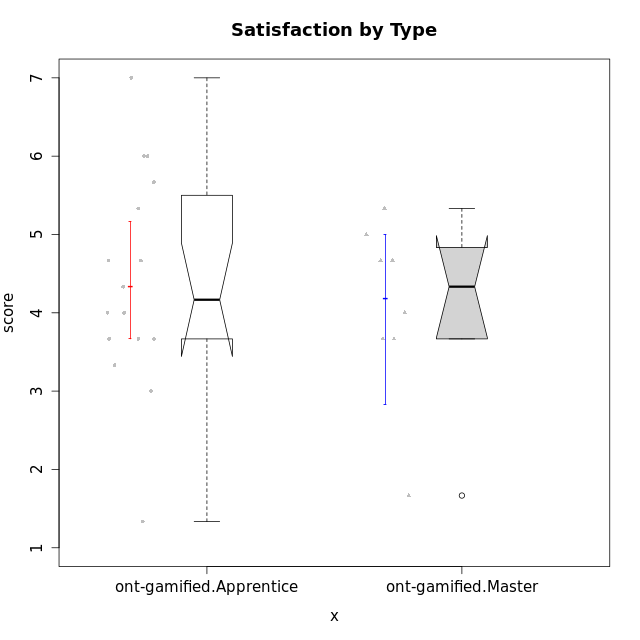 Satisfaction by Type
score
7
6
5
4
3
2
1
ont-gamified.Apprentice
ont-gamified.Master
x